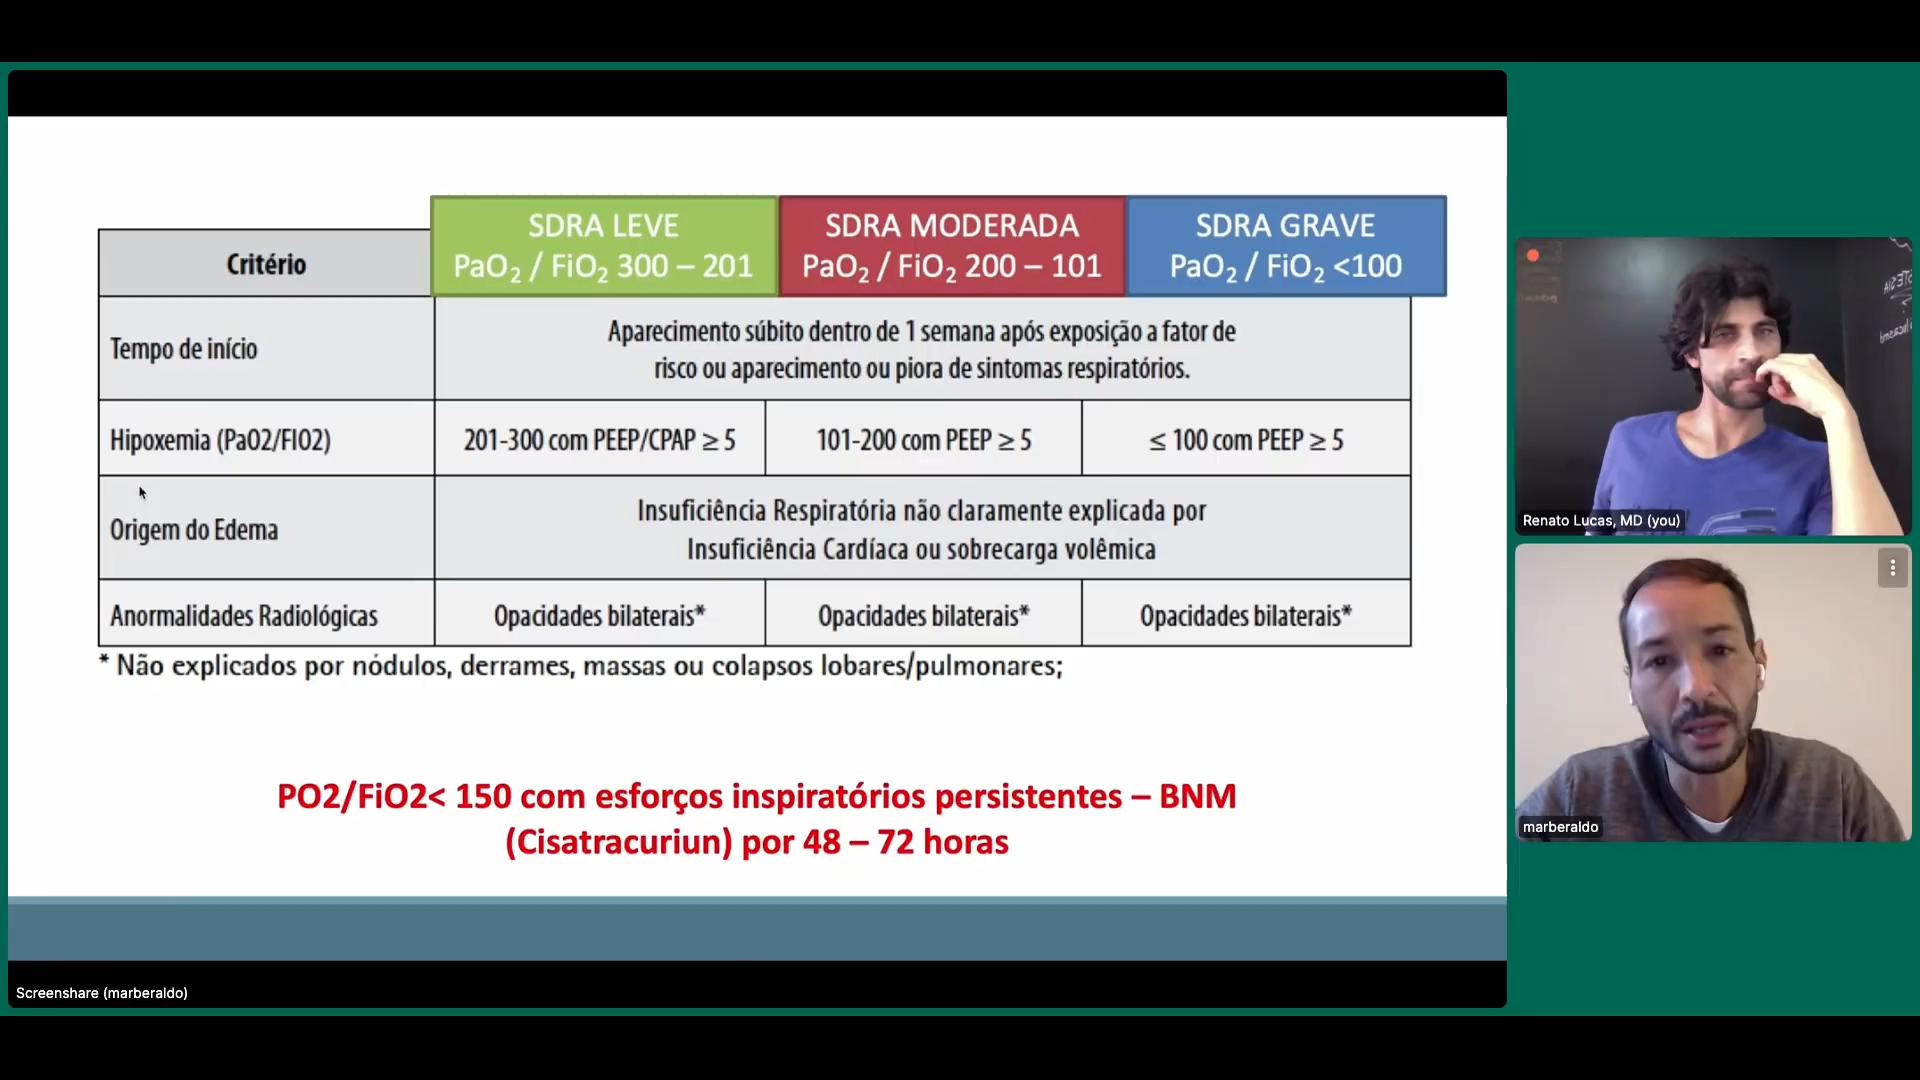 SDRA LEVE
PaO₂ / FiO₂ 300 – 201
SDRA MODERADA
PaO₂ / FiO₂ 200 – 101
SDRA GRAVE
PaO₂ / FiO₂ <100
Critério
Tempo de início
Aparecimento súbito dentro de 1 semana após exposição a fator de
risco ou aparecimento ou piora de sintomas respiratórios.
Hipoxemia (PaO2/FIO2)
201-300 com PEEP/CPAP ≥ 5
101-200 com PEEP ≥ 5
≤ 100 com PEEP ≥ 5
Origem do Edema
Insuficiência Respiratória não claramente explicada por
Insuficiência Cardíaca ou sobrecarga volêmica
Anormalidades Radiológicas
Opacidades bilaterais*
Opacidades bilaterais*
Opacidades bilaterais*
* Não explicados por nódulos, derrames, massas ou colapsos lobares/pulmonares;
PO2/FiO2< 150 com esforços inspiratórios persistentes – BNM
(Cisatracuriun) por 48 – 72 horas
Screenshare (marberaldo)
Renato Lucas, MD (you)
marberaldo